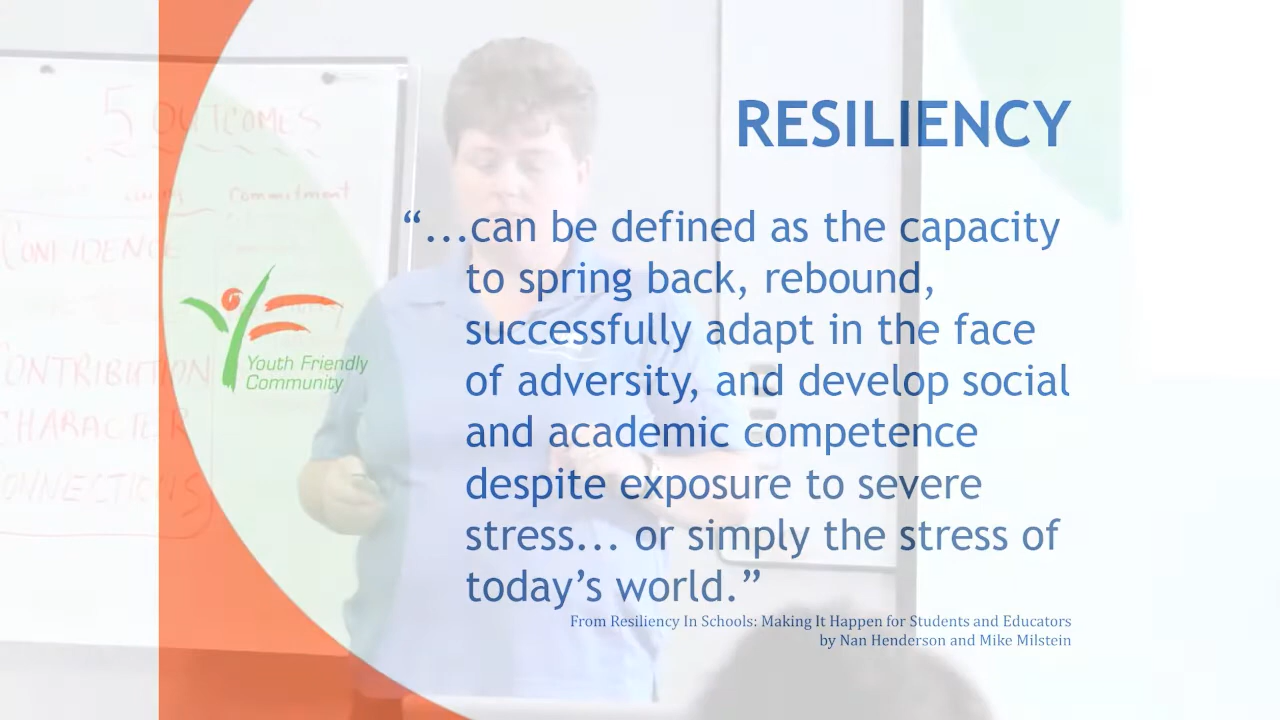 5 OUTCOMES
commitment
CONFIDENCE
CONTRIBUTION
CHARACTER
CONNECTIONS
Youth Friendly
Community
RESILIENCY
“...can be defined as the capacity
to spring back, rebound,
successfully adapt in the face
of adversity, and develop social
and academic competence
despite exposure to severe
stress... or simply the stress of
today’s world.”
From Resiliency In Schools: Making It Happen for Students and Educators
by Nan Henderson and Mike Milstein